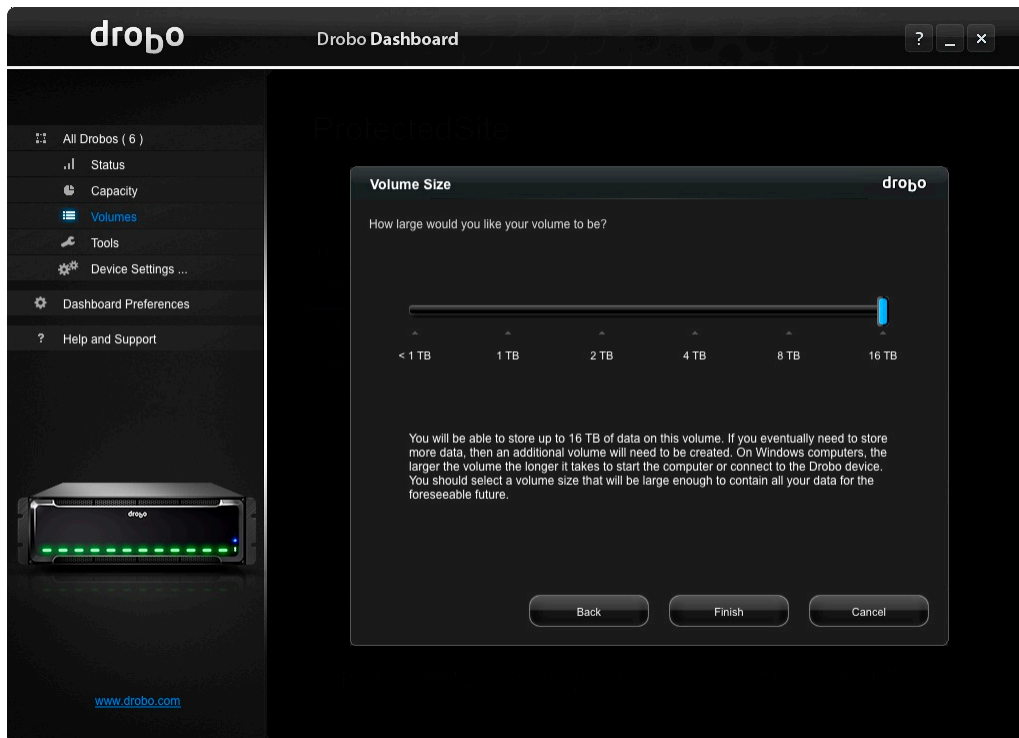 drobo
Drobo Dashboard
?
All Drobos ( 6 )
Status
Capacity
Volumes
Tools
Device Settings ...
Dashboard Preferences
? Help and Support
drobo
www.drobo.com
ProtectedSite
Volume Size
drobo
How large would you like your volume to be?
< 1 TB 1 TB 2 TB 4 TB 8 TB 16 TB
You will be able to store up to 16 TB of data on this volume. If you eventually need to store
more data, then an additional volume will need to be created. On Windows computers, the
larger the volume the longer it takes to start the computer or connect to the Drobo device.
You should select a volume size that will be large enough to contain all your data for the
foreseeable future.
Back Finish Cancel